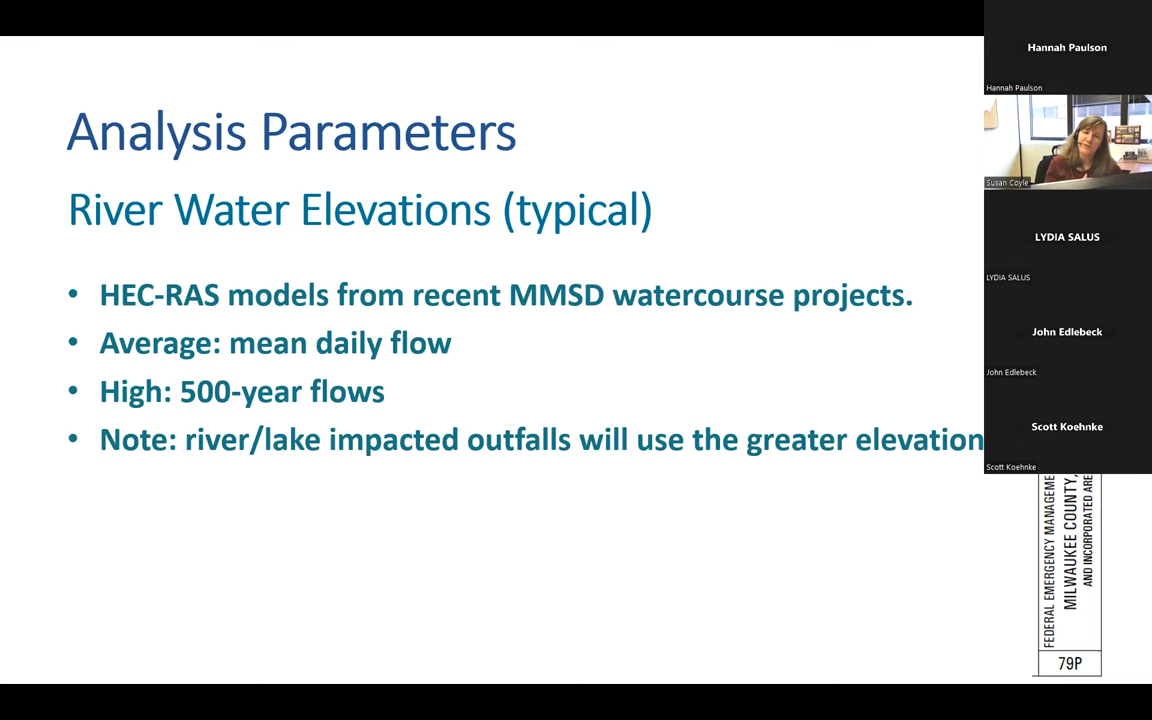 Analysis Parameters
River Water Elevations (typical)
• HEC-RAS models from recent MMSD watercourse projects.
• Average: mean daily flow
• High: 500-year flows
• Note: river/lake impacted outfalls will use the greater elevation
Hannah Paulson
Hannah Paulson
Susan Coyle
LYDIA SALUS
LYDIA SALUS
John Edlebeck
John Edlebeck
Scott Koehnke
Scott Koehnke
FEDERAL EMERGENCY MANAGEME
MILWAUKEE COUNTY,
AND INCORPORATED ARE
79P